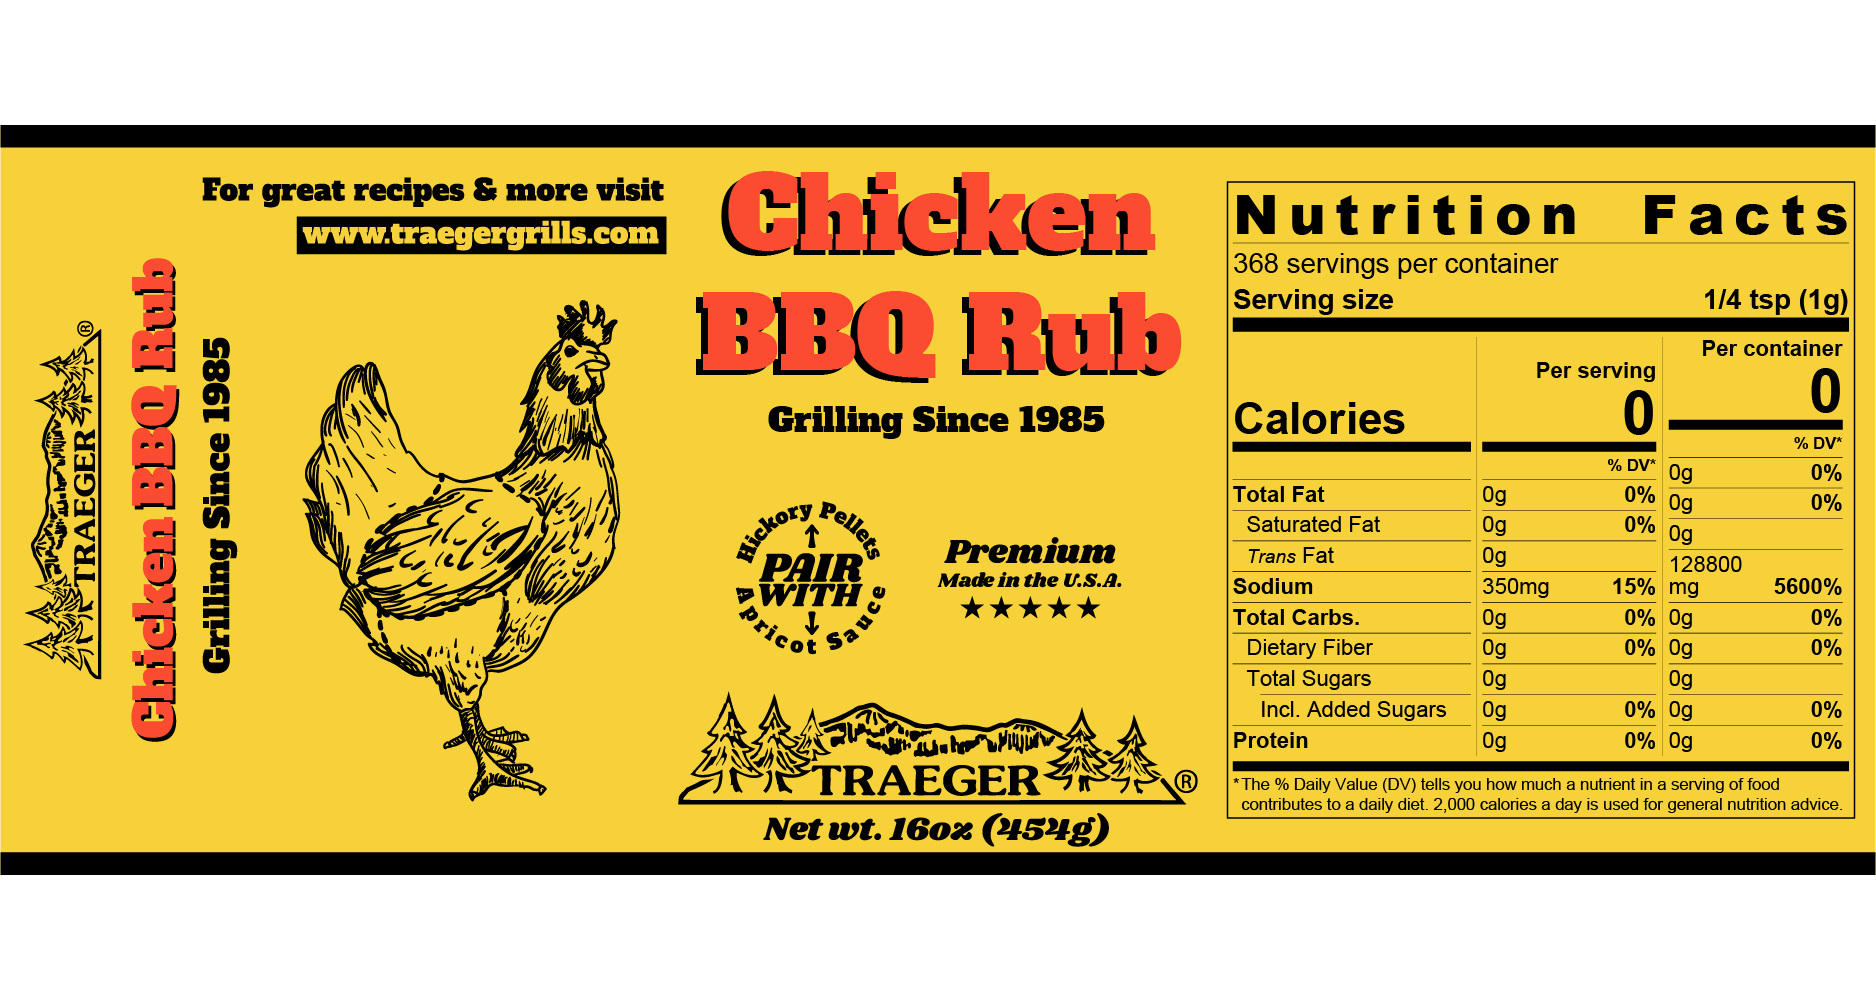 TRAEGER®
Chicken BBQ Rub
Grilling Since 1985
For great recipes & more visit
www.traegergrills.com
Chicken
BBQ Rub
Grilling Since 1985
Hickory Pellets
PAIR
WITH
Apricot Sauce
Premium
Made in the U.S.A.
★★★★★
TRAEGER®
Net wt. 16oz (454g)
Nutrition Facts
368 servings per container
Serving size 1/4 tsp (1g)
Per serving Per container
Calories 0 0
% DV* % DV*
Total Fat 0g 0% 0g 0%
Saturated Fat 0g 0% 0g 0%
Trans Fat 0g 0g
Sodium 350mg 15% 128800 mg 5600%
Total Carbs. 0g 0% 0g 0%
Dietary Fiber 0g 0% 0g 0%
Total Sugars 0g 0g
Incl. Added Sugars 0g 0% 0g 0%
Protein 0g 0% 0g 0%
*The % Daily Value (DV) tells you how much a nutrient in a serving of food
contributes to a daily diet. 2,000 calories a day is used for general nutrition advice.